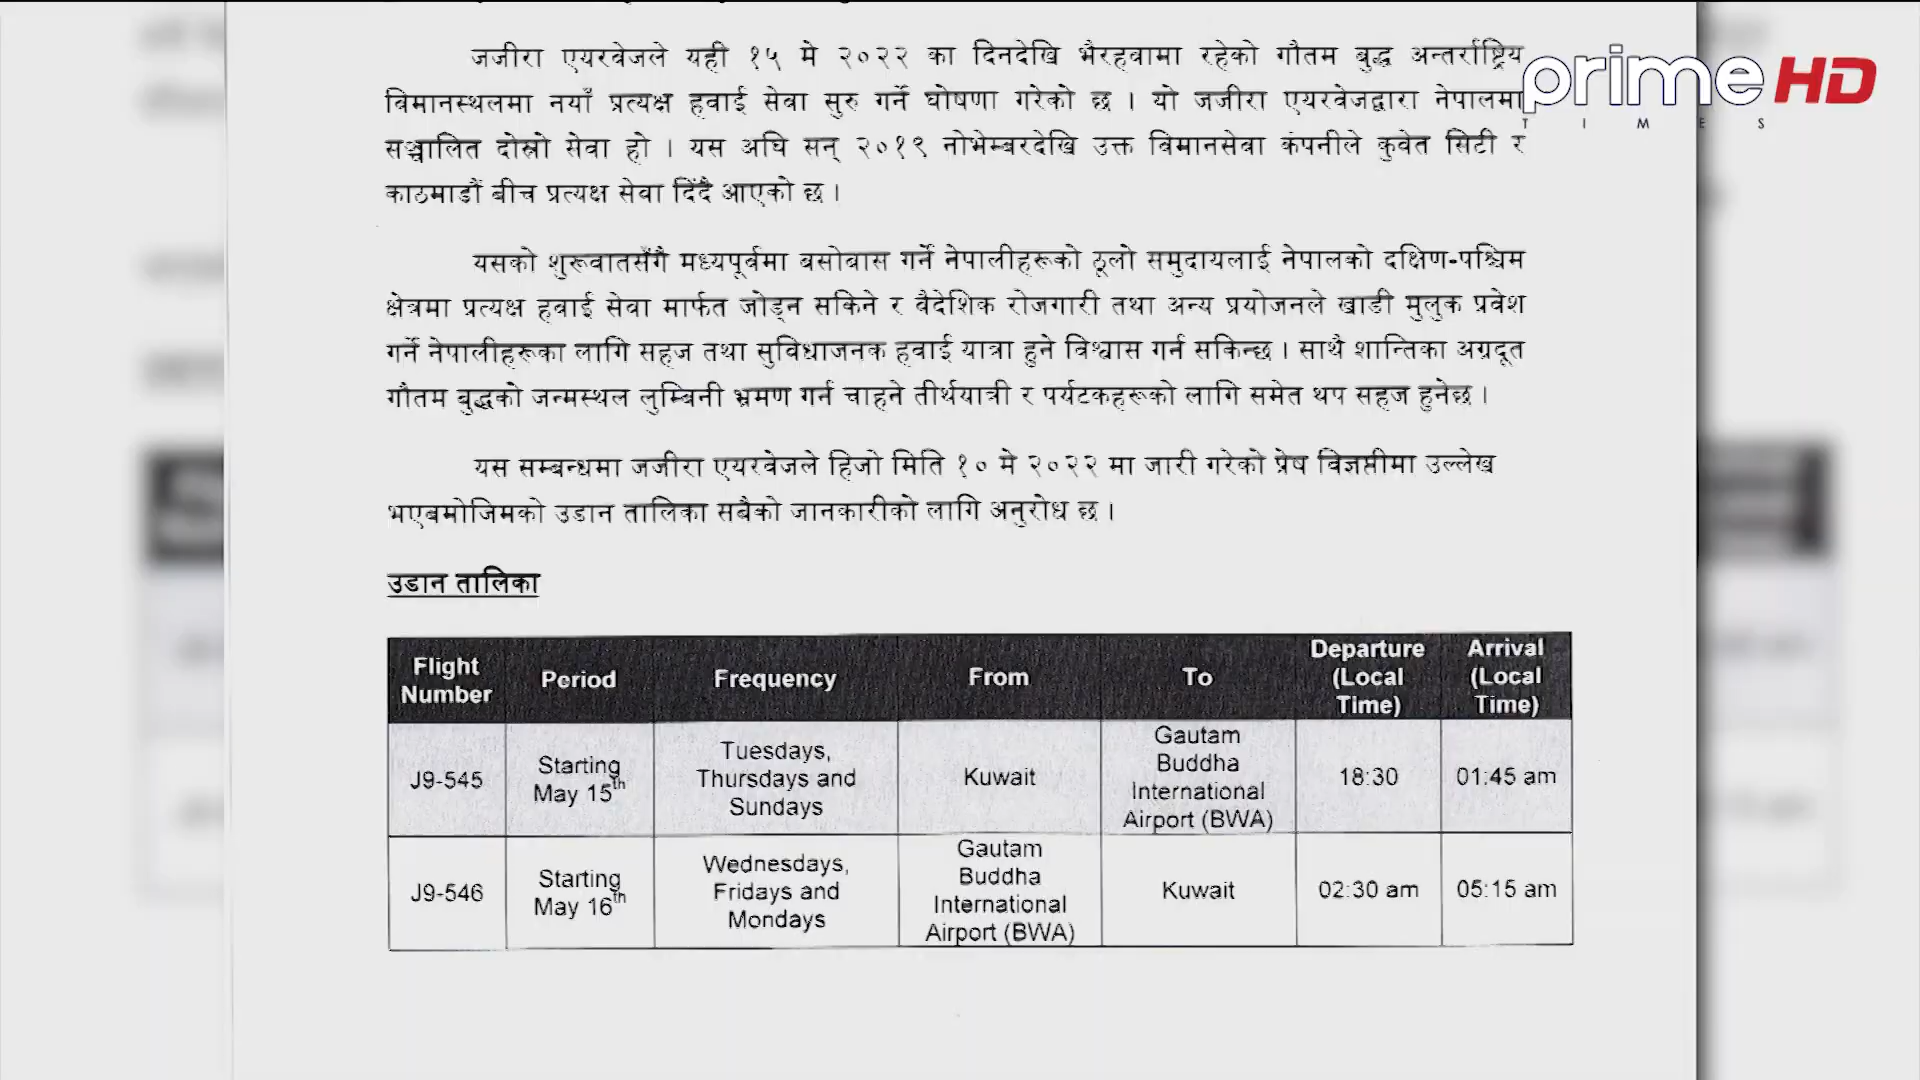 जजीरा एयरवेजले यही १५ मे २०२२ का दिनदेखि भैरहवामा रहेको गौतम बुद्ध अन्तर्राष्ट्रिय
विमानस्थलमा नयाँ प्रत्यक्ष हवाई सेवा सुरु गर्ने घोषणा गरेको छ । यो जजीरा एयरवेजद्वारा नेपालमा
सञ्चालित दोस्रो सेवा हो । यस अघि सन् २०१९ नोभेम्बरदेखि उक्त विमानसेवा कंपनीले कुवेत सिटी र
काठमाडौं बीच प्रत्यक्ष सेवा दिंदै आएको छ ।
यसको शुरूवातसँगै मध्यपूर्वमा बसोबास गर्ने नेपालीहरूको ठूलो समुदायलाई नेपालको दक्षिण-पश्चिम
क्षेत्रमा प्रत्यक्ष हवाई सेवा मार्फत जोड्न सकिने र वैदेशिक रोजगारी तथा अन्य प्रयोजनले खाडी मुलुक प्रवेश
गर्ने नेपालीहरूका लागि सहज तथा सुविधाजनक हवाई यात्रा हुने विश्वास गर्न सकिन्छ । साथै शान्तिका अग्रदूत
गौतम बुद्धको जन्मस्थल लुम्बिनी भ्रमण गर्न चाहने तीर्थयात्री र पर्यटकहरूको लागि समेत थप सहज हुनेछ ।
यस सम्बन्धमा जजीरा एयरवेजले हिजो मिति १० मे २०२२ मा जारी गरेको प्रेष विज्ञप्तीमा उल्लेख
भएबमोजिमको उडान तालिका सबैको जानकारीको लागि अनुरोध छ ।
उडान तालिका
Flight Number Period Frequency From To Departure (Local Time) Arrival (Local Time)
J9-545 Starting May 15th Tuesdays, Thursdays and Sundays Kuwait Gautam Buddha International Airport (BWA) 18:30 01:45 am
J9-546 Starting May 16th Wednesdays, Fridays and Mondays Gautam Buddha International Airport (BWA) Kuwait 02:30 am 05:15 am
prime HD
TIMES